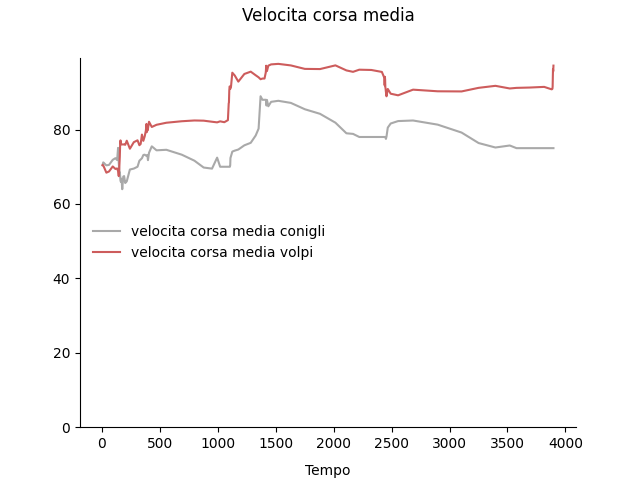 Velocita corsa media
80
60
velocita corsa media conigli
velocita corsa media volpi
40
20
0
0 500 1000 1500 2000 2500 3000 3500 4000
Tempo